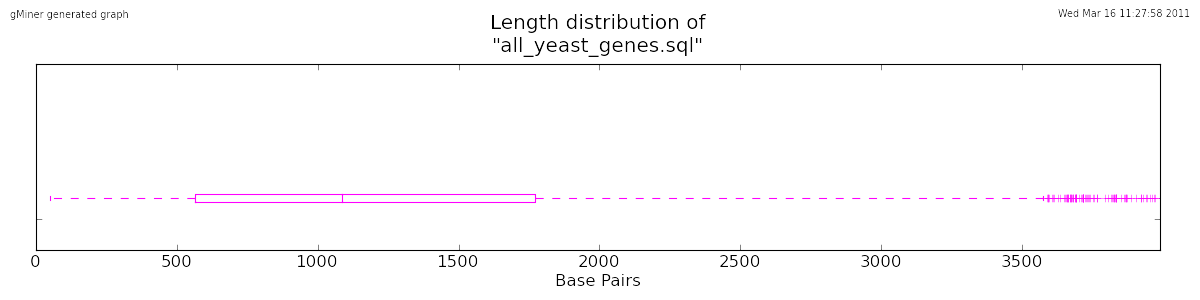 gMiner generated graph
Wed Mar 16 11:27:58 2011
Length distribution of
"all_yeast_genes.sql"
0 500 1000 1500 2000 2500 3000 3500
Base Pairs